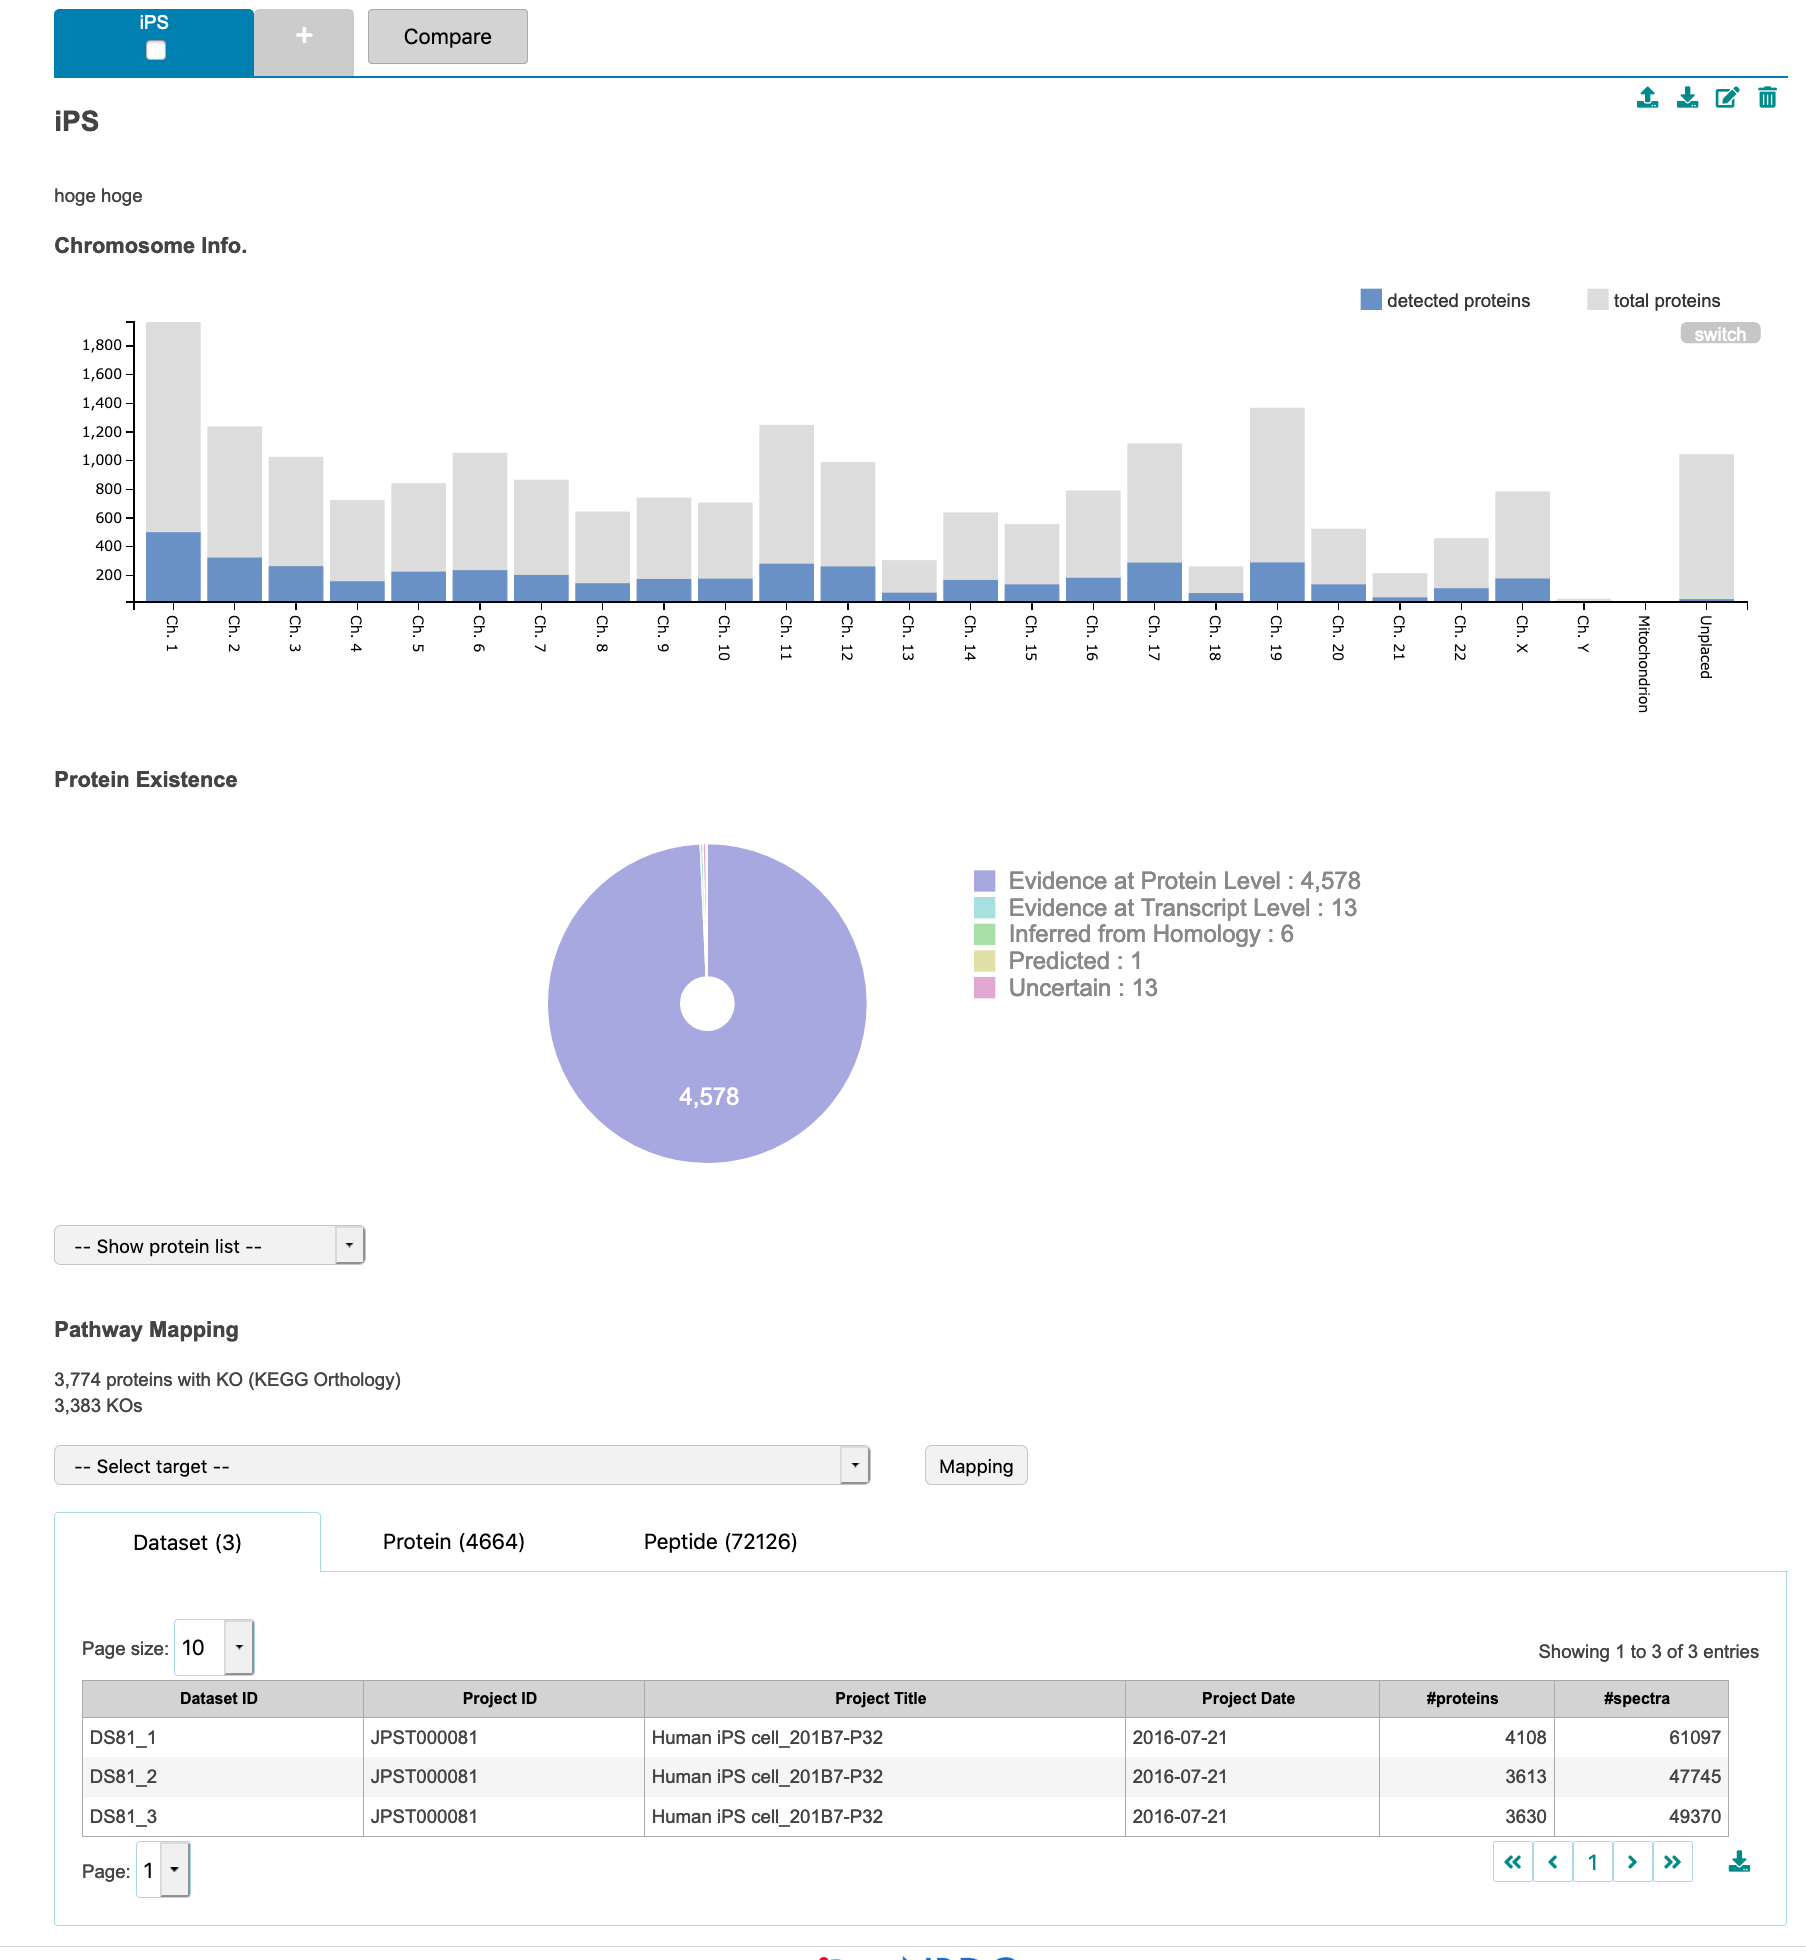 iPS
+
Compare
iPS
hoge hoge
Chromosome Info.
detected proteins
total proteins
switch
1,800
1,600
1,400
1,200
1,000
800
600
400
200
Ch. 1
Ch. 2
Ch. 3
Ch. 4
Ch. 5
Ch. 6
Ch. 7
Ch. 8
Ch. 9
Ch. 10
Ch. 11
Ch. 12
Ch. 13
Ch. 14
Ch. 15
Ch. 16
Ch. 17
Ch. 18
Ch. 19
Ch. 20
Ch. 21
Ch. 22
Ch. X
Ch. Y
Mitochondrion
Unplaced
Protein Existence
4,578
Evidence at Protein Level : 4,578
Evidence at Transcript Level : 13
Inferred from Homology : 6
Predicted : 1
Uncertain : 13
-- Show protein list --
Pathway Mapping
3,774 proteins with KO (KEGG Orthology)
3,383 KOs
-- Select target --
Mapping
Dataset (3)
Protein (4664)
Peptide (72126)
Page size: 10
Showing 1 to 3 of 3 entries
Dataset ID Project ID Project Title Project Date #proteins #spectra
DS81_1 JPST000081 Human iPS cell_201B7-P32 2016-07-21 4108 61097
DS81_2 JPST000081 Human iPS cell_201B7-P32 2016-07-21 3613 47745
DS81_3 JPST000081 Human iPS cell_201B7-P32 2016-07-21 3630 49370
Page: 1
1